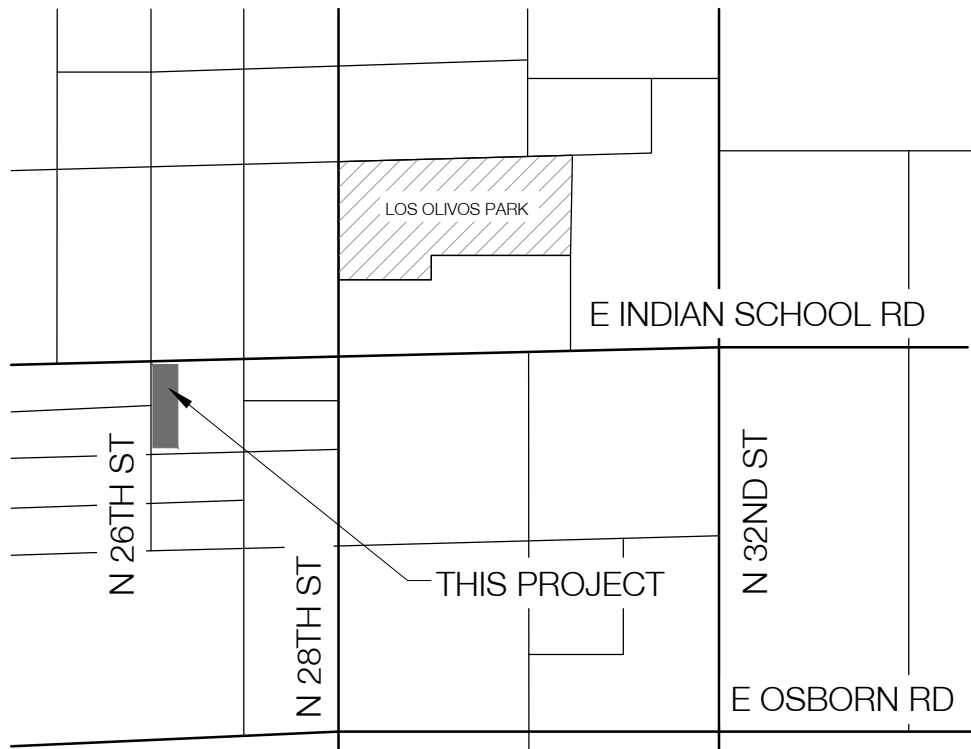 LOS OLIVOS PARK
E INDIAN SCHOOL RD
N 26TH ST
N 28TH ST
THIS PROJECT
N 32ND ST
E OSBORN RD